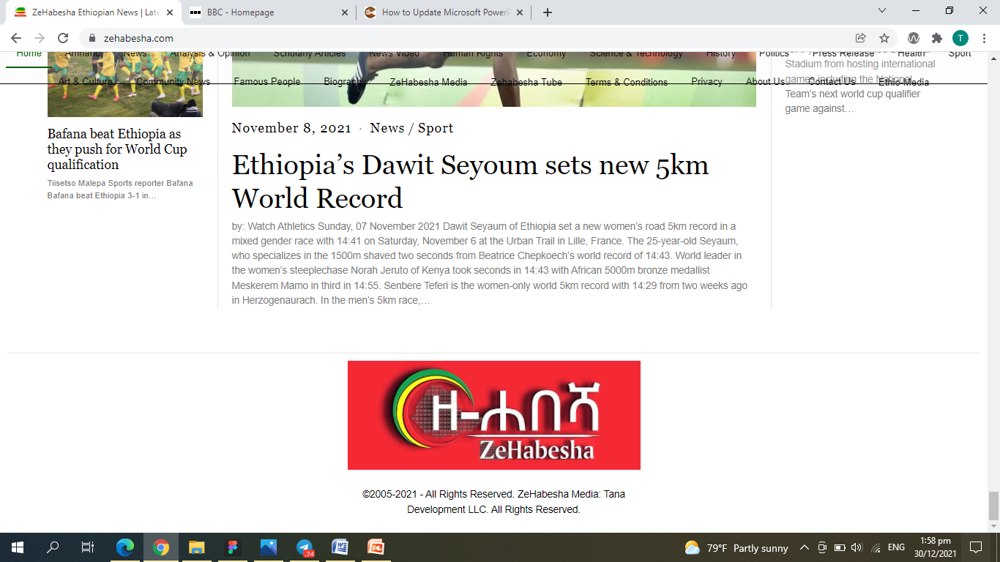 ZeHabesha Ethiopian News | Late
BBC - Homepage
How to Update Microsoft PowerP
zehabesha.com
T
Home Amharic News Analysis & Opinion Scholarly Articles News Video Human Rights Economy Science & Technology History Politics Press Release Health Sport
Art & Culture Community News Famous People Biography ZeHabesha Media Zehabesha Tube Terms & Conditions Privacy About Us Contact Us Ethio-Media
Stadium from hosting international
games including the National
Team's next world cup qualifier
game against…
Bafana beat Ethiopia as
they push for World Cup
qualification
Tiisetso Malepa Sports reporter Bafana
Bafana beat Ethiopia 3-1 in…
November 8, 2021 · News / Sport
Ethiopia's Dawit Seyoum sets new 5km
World Record
by: Watch Athletics Sunday, 07 November 2021 Dawit Seyaum of Ethiopia set a new women's road 5km record in a
mixed gender race with 14:41 on Saturday, November 6 at the Urban Trail in Lille, France. The 25-year-old Seyaum,
who specializes in the 1500m shaved two seconds from Beatrice Chepkoech's world record of 14:43. World leader in
the women's steeplechase Norah Jeruto of Kenya took seconds in 14:43 with African 5000m bronze medallist
Meskerem Mamo in third in 14:55. Senbere Teferi is the women-only world 5km record with 14:29 from two weeks ago
in Herzogenaurach. In the men's 5km race,…
ዘ-ሐበሻ
ZeHabesha
©2005-2021 - All Rights Reserved. ZeHabesha Media: Tana
Development LLC. All Rights Reserved.
74
79°F Partly sunny
ENG
1:58 pm
30/12/2021